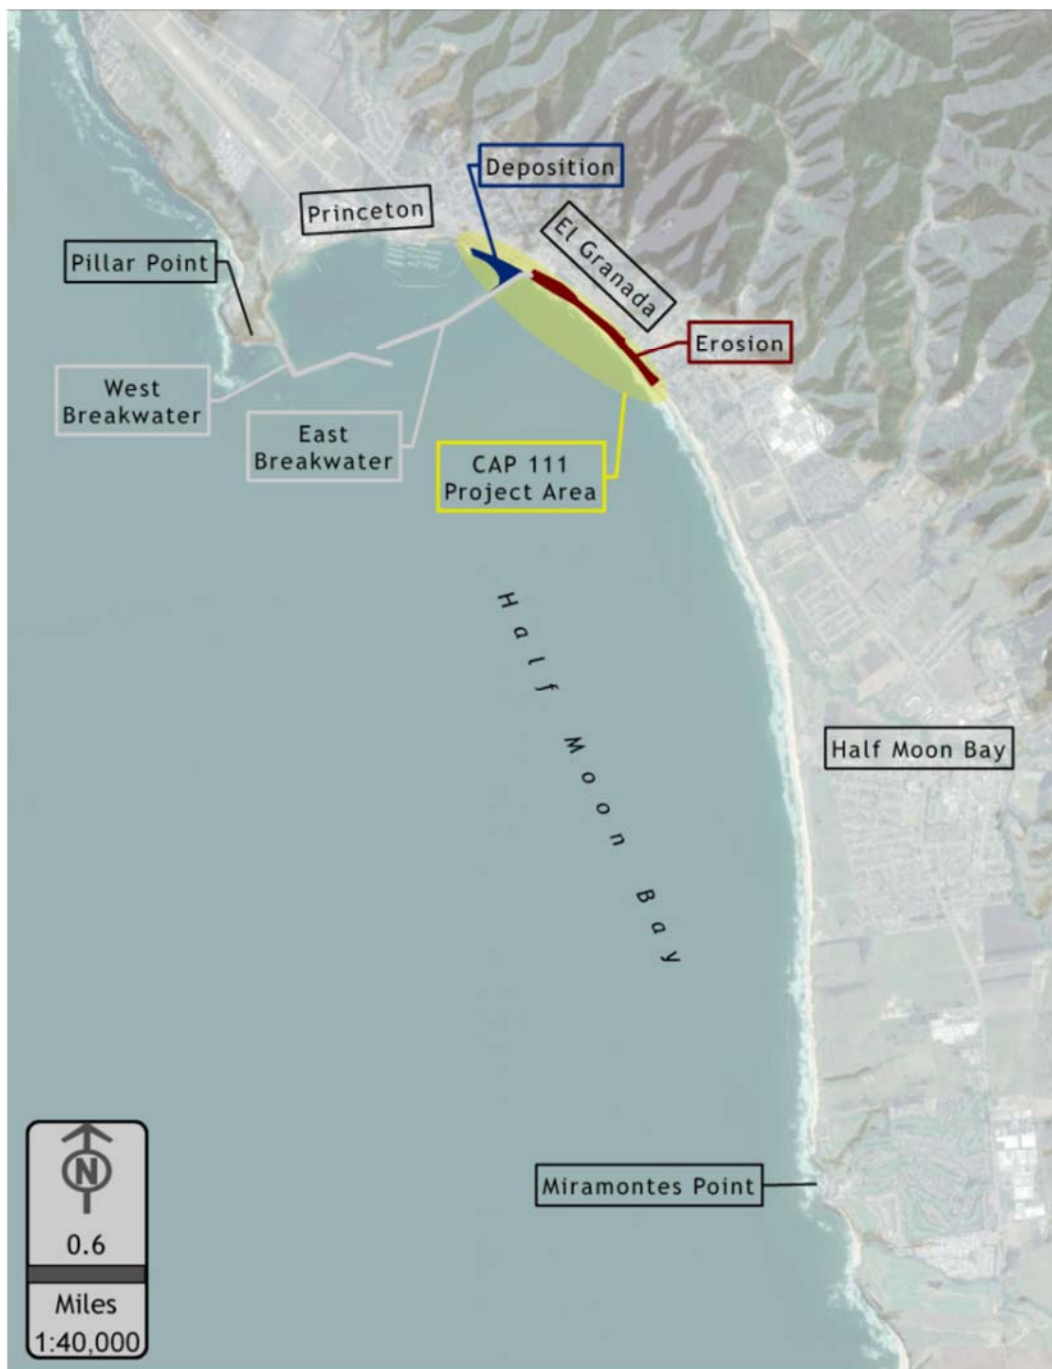 Deposition
Princeton
El Granada
Pillar Point
Erosion
West
Breakwater
East
Breakwater
CAP 111
Project Area
Half Moon Bay
Half Moon Bay
Miramontes Point
N
0.6
Miles
1:40,000